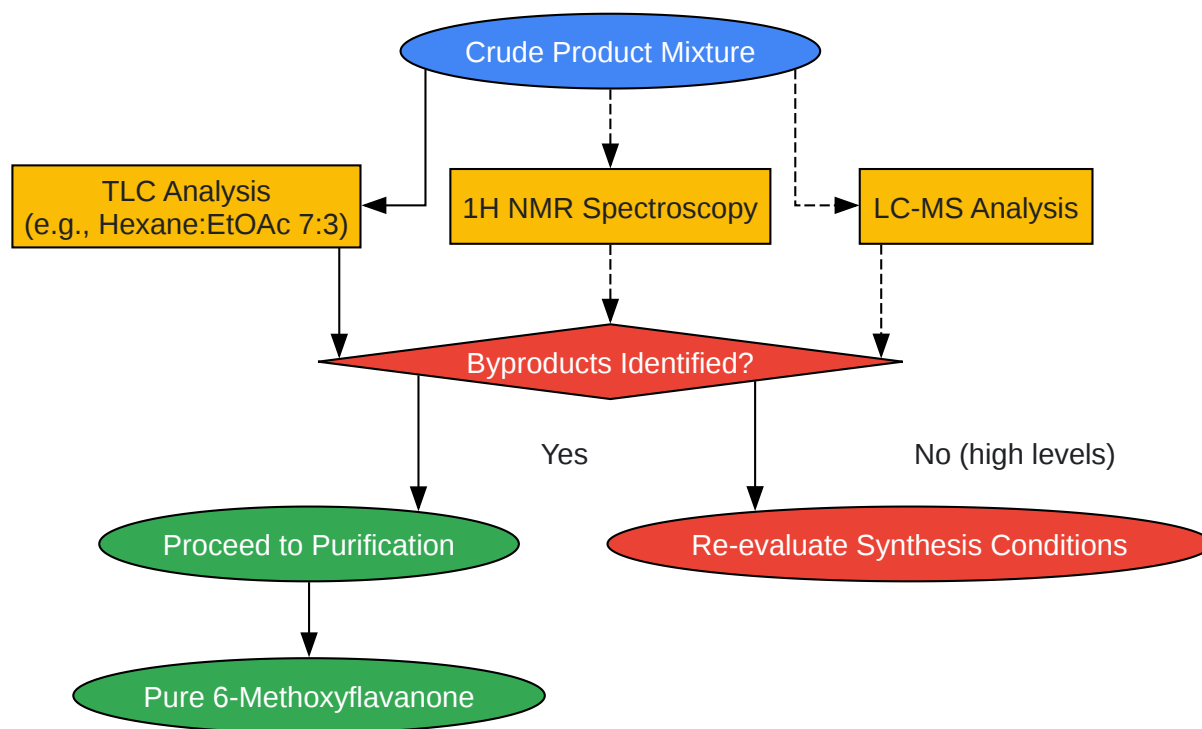 Crude Product Mixture
TLC Analysis
(e.g., Hexane:EtOAc 7:3)
1H NMR Spectroscopy
LC-MS Analysis
Byproducts Identified?
Yes
No (high levels)
Proceed to Purification
Re-evaluate Synthesis Conditions
Pure 6-Methoxyflavanone